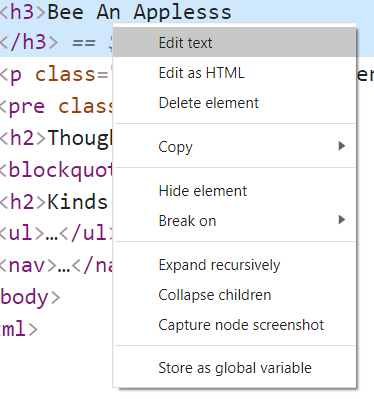 <h3>Bee An Applesss
</h3> ==
<p class=
<pre clas
<h2>Though
<blockquot
<h2>Kinds
<ul>…</ul
<nav>…</na
body>
ml>
Edit text
Edit as HTML
Delete element
Copy
Hide element
Break on
Expand recursively
Collapse children
Capture node screenshot
Store as global variable